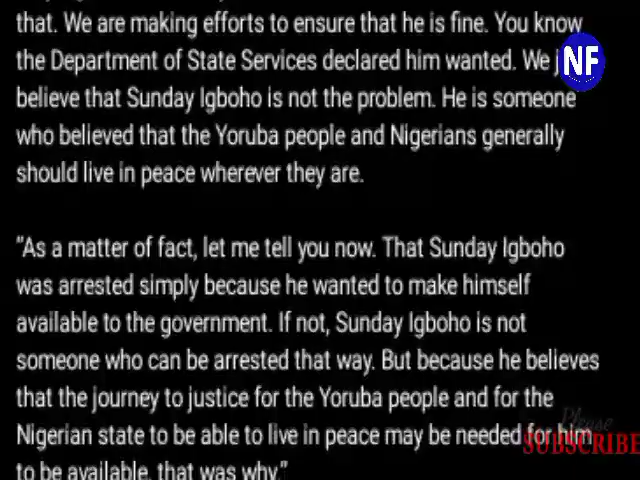 that. We are making efforts to ensure that he is fine. You know
the Department of State Services declared him wanted. We
believe that Sunday Igboho is not the problem. He is someone
who believed that the Yoruba people and Nigerians generally
should live in peace wherever they are.
"As a matter of fact, let me tell you now. That Sunday Igboho
was arrested simply because he wanted to make himself
available to the government. If not, Sunday Igboho is not
someone who can be arrested that way. But because he believes
that the journey to justice for the Yoruba people and for the
Nigerian state to be able to live in peace may be needed for him
to be available, that was why."
NF
Please
SUBSCRIBE